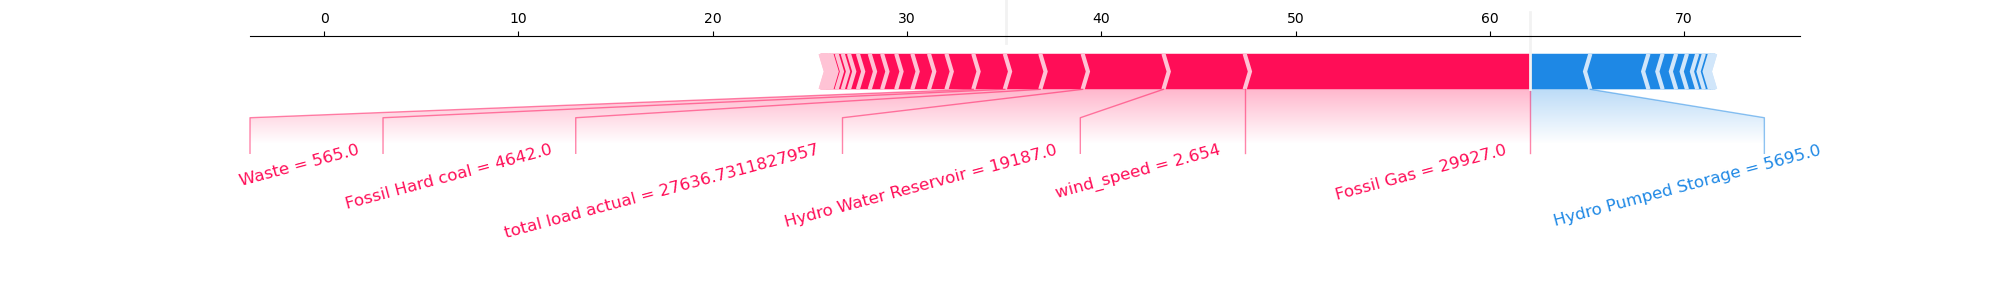 0 10 20 30 40 50 60 70
Waste = 565.0
Fossil Hard coal = 4642.0
total load actual = 27636.7311827957
Hydro Water Reservoir = 19187.0
wind_speed = 2.654
Fossil Gas = 29927.0
Hydro Pumped Storage = 5695.0